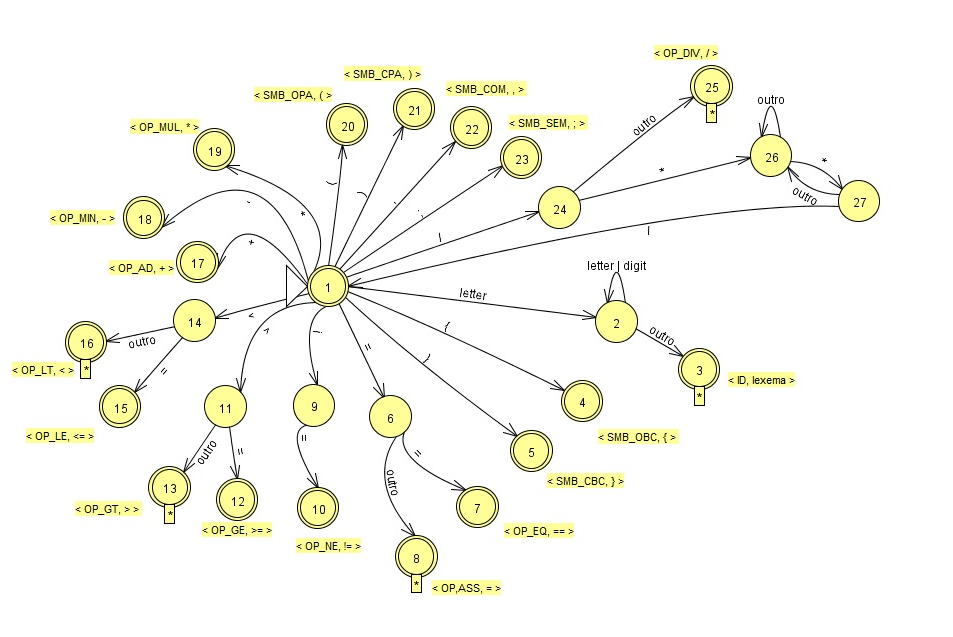 < OP_DIV, / >
25
*
< SMB_CPA, ) >
21
< SMB_OPA, ( >
20
< SMB_COM, , >
22
< SMB_SEM, ; >
23
< OP_MUL, * >
19
outro
outro
26
*
outro
27
*
24
/
/
< OP_MIN, - >
18
-
*
(
)
,
;
< OP_AD, + >
17
+
1
letter
letter | digit
2
outro
3
*
< ID, lexema >
14
<
outro
16
*
< OP_LT, < >
=
15
< OP_LE, <= >
>
11
outro
=
13
*
< OP_GT, > >
12
< OP_GE, >= >
!
9
=
10
< OP_NE, != >
=
6
outro
=
7
< OP_EQ, == >
8
*
< OP,ASS, = >
{
4
< SMB_OBC, { >
}
5
< SMB_CBC, } >